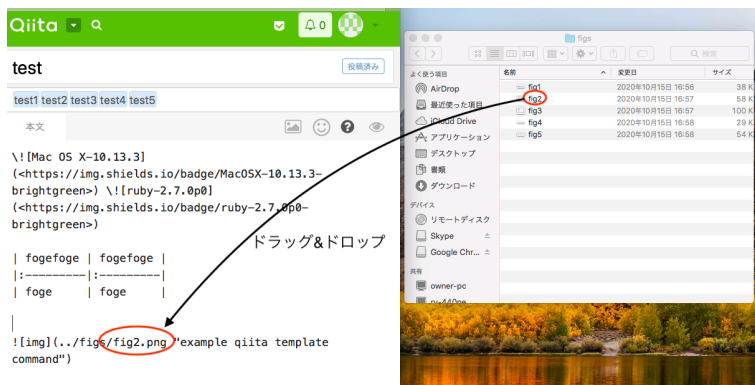 Qiita
0
test
投稿済み
test1 test2 test3 test4 test5
本文
\![Mac OS X-10.13.3]
(<https://img.shields.io/badge/MacOSX-10.13.3-
brightgreen>) \![ruby-2.7.0p0]
(<https://img.shields.io/badge/ruby-2.7.0p0-
brightgreen>)
| fogefoge | fogefoge |
|:---------|:---------|
| foge | foge |
![img](../figs/fig2.png "example qiita template
command")
ドラッグ&ドロップ
figs
検索
よく使う項目
AirDrop
最近使った項目
iCloud Drive
アプリケーション
デスクトップ
書類
ダウンロード
デバイス
リモートディスク
Skype
Google Chr...
共有
owner-pc
名前 変更日 サイズ
fig1 2020年10月15日 16:56 38 K
fig2 2020年10月15日 16:57 58 K
fig3 2020年10月15日 16:57 100 K
fig4 2020年10月15日 16:58 29 K
fig5 2020年10月15日 16:58 54 K